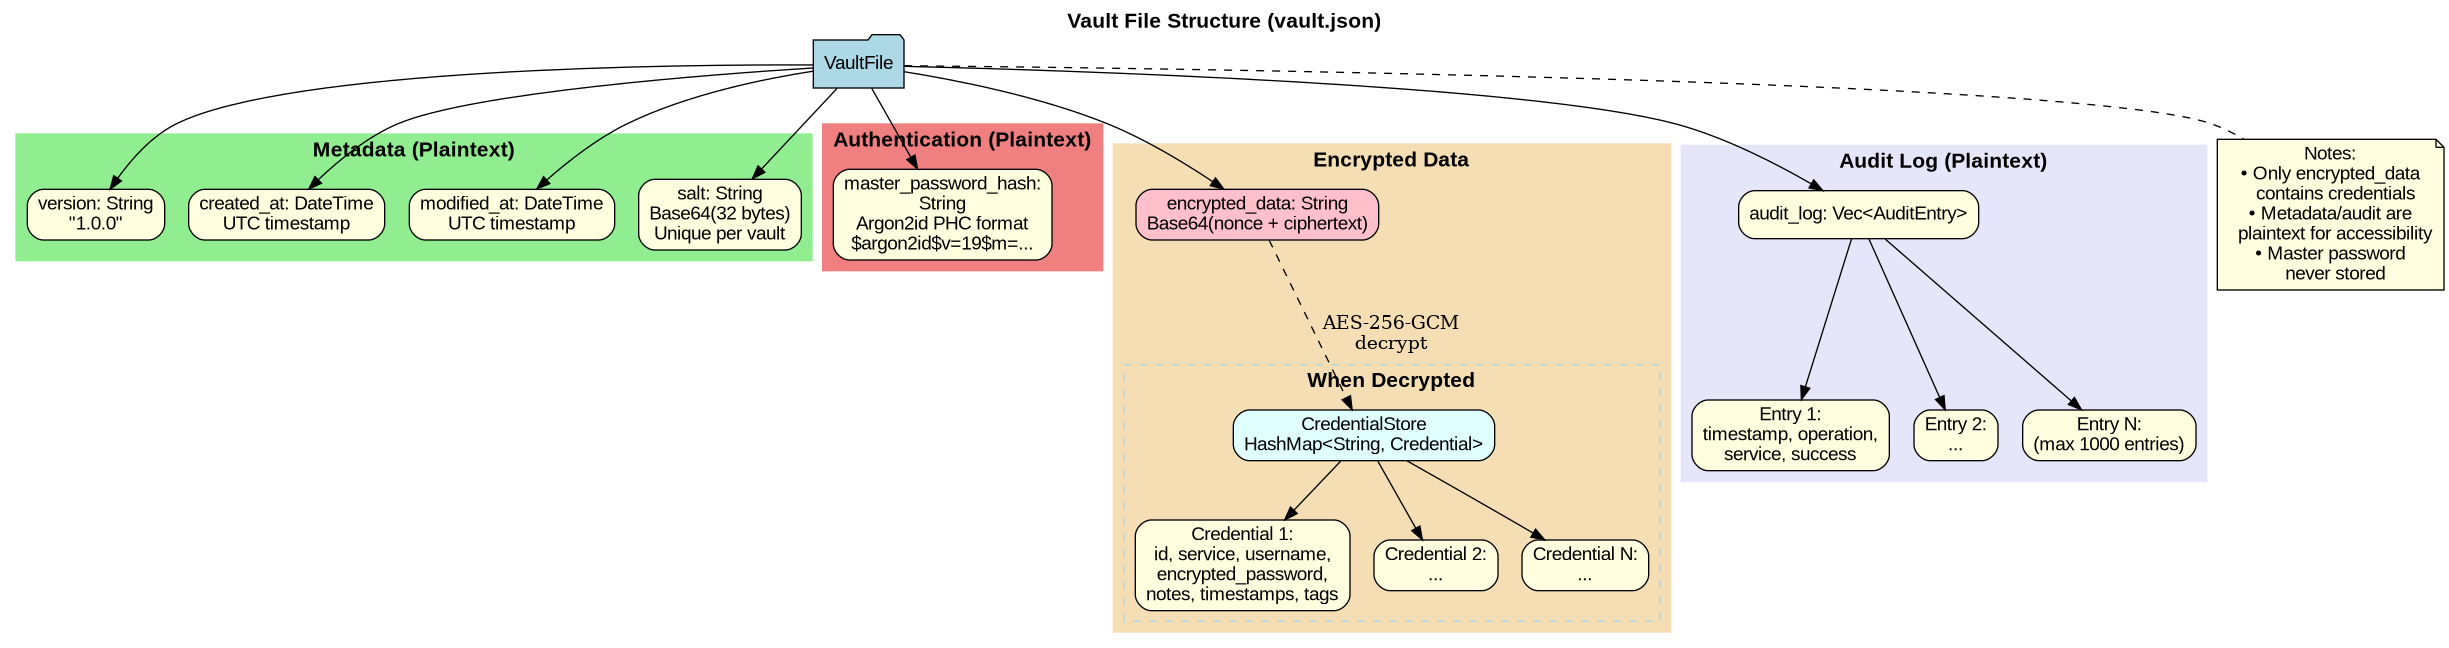 Vault File Structure (vault.json)
VaultFile
Metadata (Plaintext)
version: String
"1.0.0"
created_at: DateTime
UTC timestamp
modified_at: DateTime
UTC timestamp
salt: String
Base64(32 bytes)
Unique per vault
Authentication (Plaintext)
master_password_hash:
String
Argon2id PHC format
$argon2id$v=19$m=...
Encrypted Data
encrypted_data: String
Base64(nonce + ciphertext)
AES-256-GCM
decrypt
When Decrypted
CredentialStore
HashMap<String, Credential>
Credential 1:
id, service, username,
encrypted_password,
notes, timestamps, tags
Credential 2:
...
Credential N:
...
Audit Log (Plaintext)
audit_log: Vec<AuditEntry>
Entry 1:
timestamp, operation,
service, success
Entry 2:
...
Entry N:
(max 1000 entries)
Notes:
• Only encrypted_data
contains credentials
• Metadata/audit are
plaintext for accessibility
• Master password
never stored